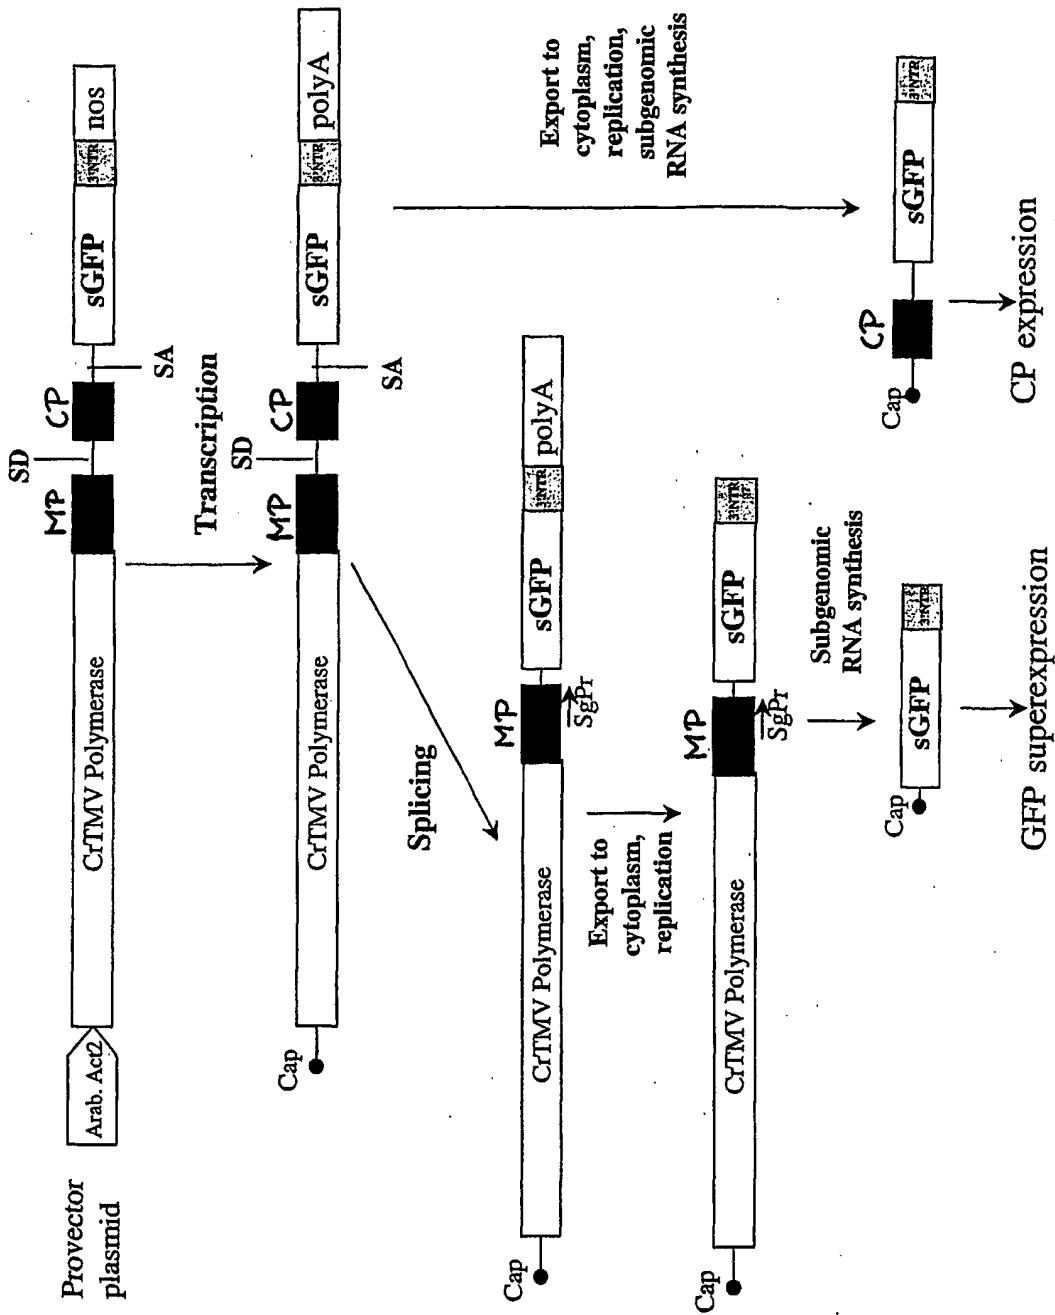 Provector
plasmid
Arab. Act2
CrTMV Polymerase
MP
SD
CP
SA
sGFP
3'NTR
nos
Transcription
Cap
CrTMV Polymerase
MP
SD
CP
SA
sGFP
3'NTR
polyA
Splicing
Export to
cytoplasm,
replication,
subgenomic
RNA synthesis
Cap
CrTMV Polymerase
MP
SgPr
sGFP
3'NTR
polyA
Export to
cytoplasm,
replication
Cap
CrTMV Polymerase
MP
SgPr
sGFP
3'NTR
Subgenomic
RNA synthesis
Cap
sGFP
3'NTR
GFP superexpression
Cap
CP
sGFP
3'NTR
CP expression